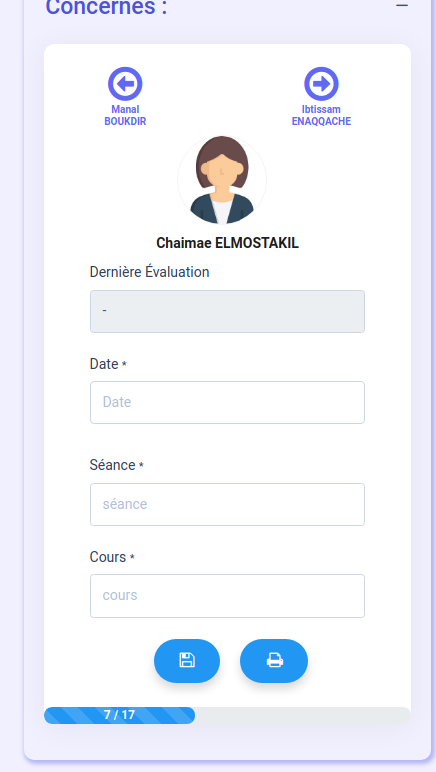 Concernés :
Manal
BOUKDIR
Ibtissam
ENAQQACHE
Chaimae ELMOSTAKIL
Dernière Évaluation
-
Date *
Date
Séance *
séance
Cours *
cours
7 / 17